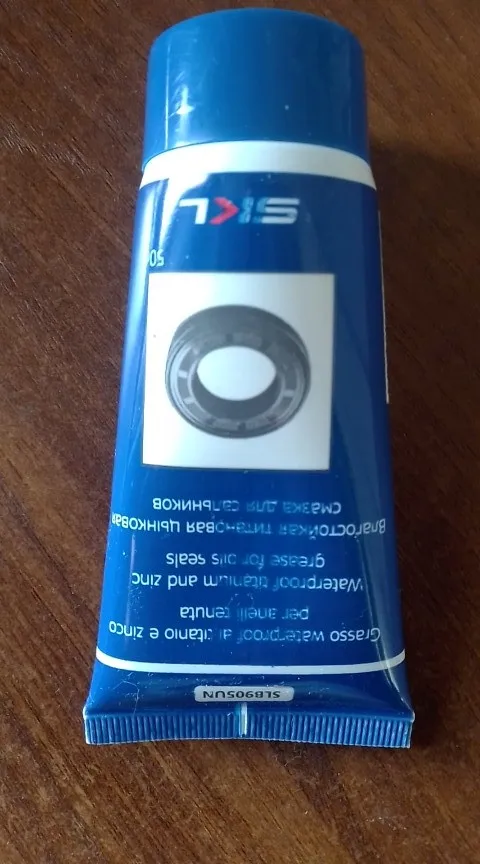 SLB905UN
Grasso waterproof al titanio e zinco
per anelli tenuta
Waterproof titanium and zinc
grease for oils seals
Влагостойкая титановая цынковая
смазка для сальников
50
SKL